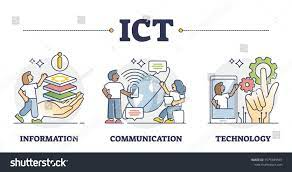 ICT
INFORMATION
COMMUNICATION
TECHNOLOGY
shutterstock